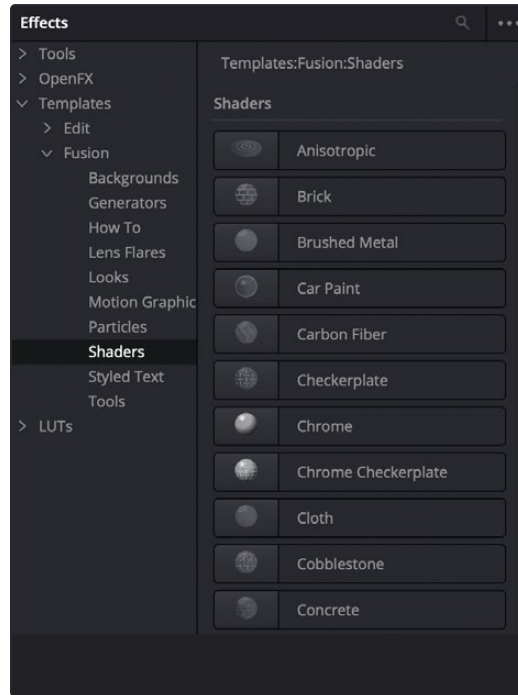 Effects
Tools
OpenFX
Templates
Edit
Fusion
Backgrounds
Generators
How To
Lens Flares
Looks
Motion Graphic
Particles
Shaders
Styled Text
Tools
LUTs
Templates:Fusion:Shaders
Shaders
Anisotropic
Brick
Brushed Metal
Car Paint
Carbon Fiber
Checkerplate
Chrome
Chrome Checkerplate
Cloth
Cobblestone
Concrete